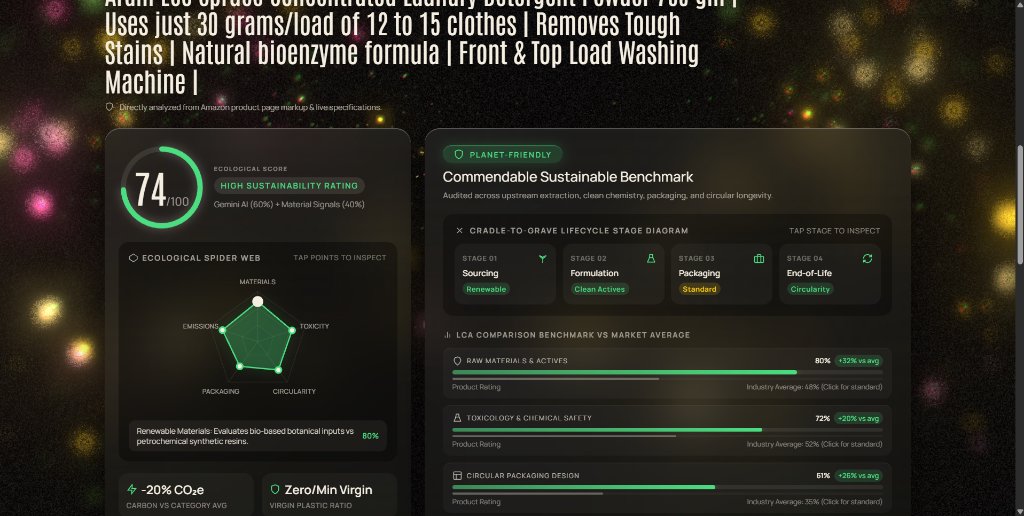 Uses just 30 grams/load of 12 to 15 clothes | Removes Tough
Stains | Natural bioenzyme formula | Front & Top Load Washing
Machine |
Directly analyzed from Amazon product page markup & live specifications.
74/100
ECOLOGICAL SCORE
HIGH SUSTAINABILITY RATING
Gemini AI (60%) + Material Signals (40%)
ECOLOGICAL SPIDER WEB
TAP POINTS TO INSPECT
MATERIALS
EMISSIONS
TOXICITY
PACKAGING
CIRCULARITY
Renewable Materials: Evaluates bio-based botanical inputs vs
petrochemical synthetic resins.
80%
-20% CO₂e
CARBON VS CATEGORY AVG
Zero/Min Virgin
VIRGIN PLASTIC RATIO
PLANET-FRIENDLY
Commendable Sustainable Benchmark
Audited across upstream extraction, clean chemistry, packaging, and circular longevity.
CRADLE-TO-GRAVE LIFECYCLE STAGE DIAGRAM
TAP STAGE TO INSPECT
STAGE 01
Sourcing
Renewable
STAGE 02
Formulation
Clean Actives
STAGE 03
Packaging
Standard
STAGE 04
End-of-Life
Circularity
LCA COMPARISON BENCHMARK VS MARKET AVERAGE
RAW MATERIALS & ACTIVES
80%
+32% vs avg
Product Rating
Industry Average: 48% (Click for standard)
TOXICOLOGY & CHEMICAL SAFETY
72%
+20% vs avg
Product Rating
Industry Average: 52% (Click for standard)
CIRCULAR PACKAGING DESIGN
61%
+26% vs avg
Product Rating
Industry Average: 35% (Click for standard)